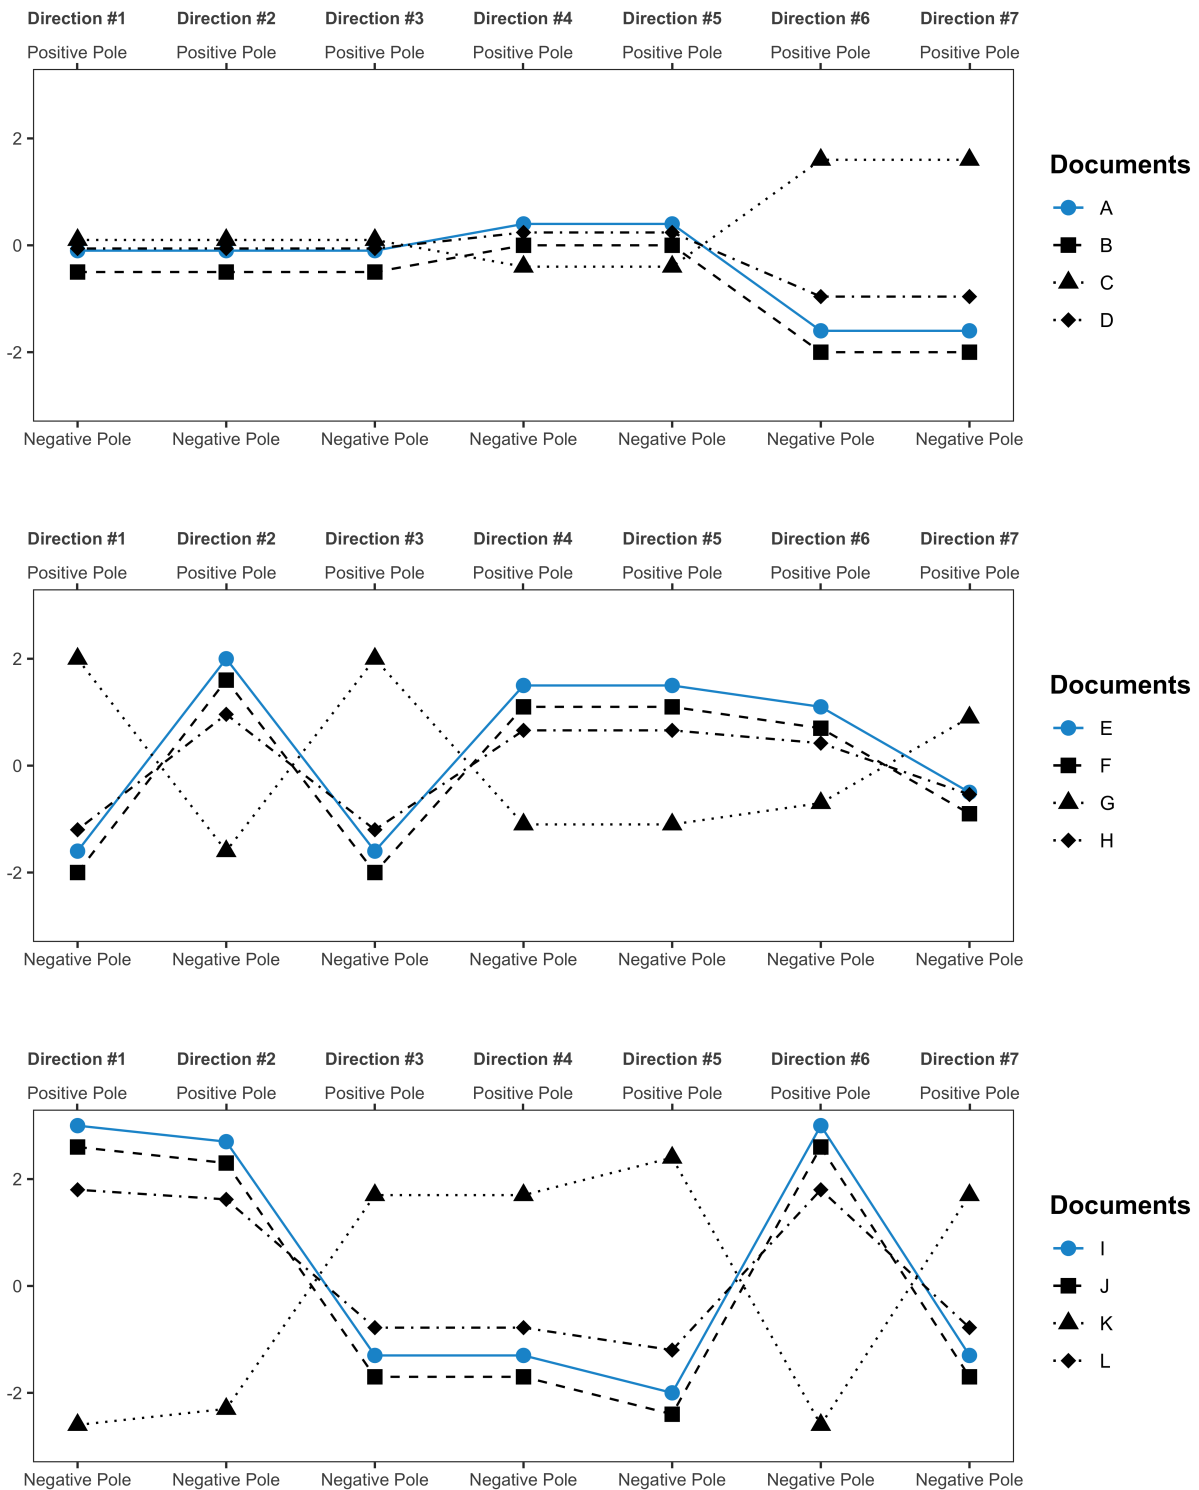 Direction #1 Direction #2 Direction #3 Direction #4 Direction #5 Direction #6 Direction #7
Positive Pole Positive Pole Positive Pole Positive Pole Positive Pole Positive Pole Positive Pole
2
0
-2
Negative Pole Negative Pole Negative Pole Negative Pole Negative Pole Negative Pole Negative Pole
Documents
A
B
C
D
Direction #1 Direction #2 Direction #3 Direction #4 Direction #5 Direction #6 Direction #7
Positive Pole Positive Pole Positive Pole Positive Pole Positive Pole Positive Pole Positive Pole
2
0
-2
Negative Pole Negative Pole Negative Pole Negative Pole Negative Pole Negative Pole Negative Pole
Documents
E
F
G
H
Direction #1 Direction #2 Direction #3 Direction #4 Direction #5 Direction #6 Direction #7
Positive Pole Positive Pole Positive Pole Positive Pole Positive Pole Positive Pole Positive Pole
2
0
-2
Negative Pole Negative Pole Negative Pole Negative Pole Negative Pole Negative Pole Negative Pole
Documents
I
J
K
L